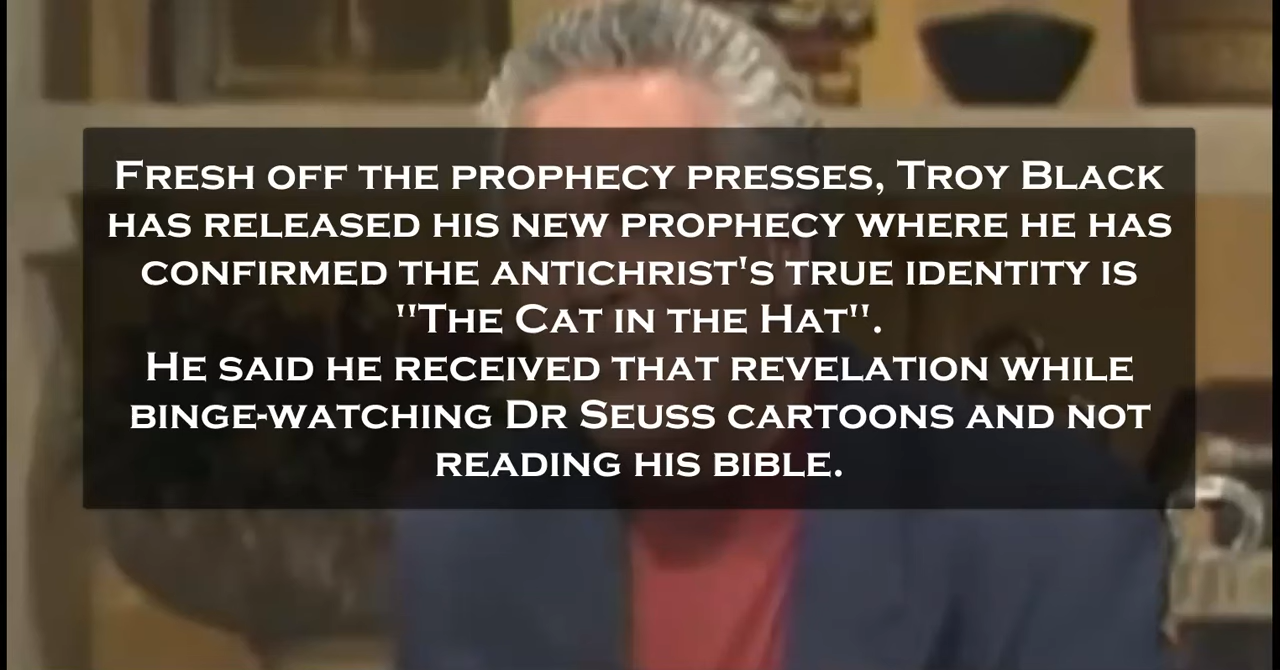 Fresh off the prophecy presses, Troy Black
has released his new prophecy where he has
confirmed the antichrist's true identity is
"The Cat in the Hat".
He said he received that revelation while
binge-watching Dr Seuss cartoons and not
reading his bible.